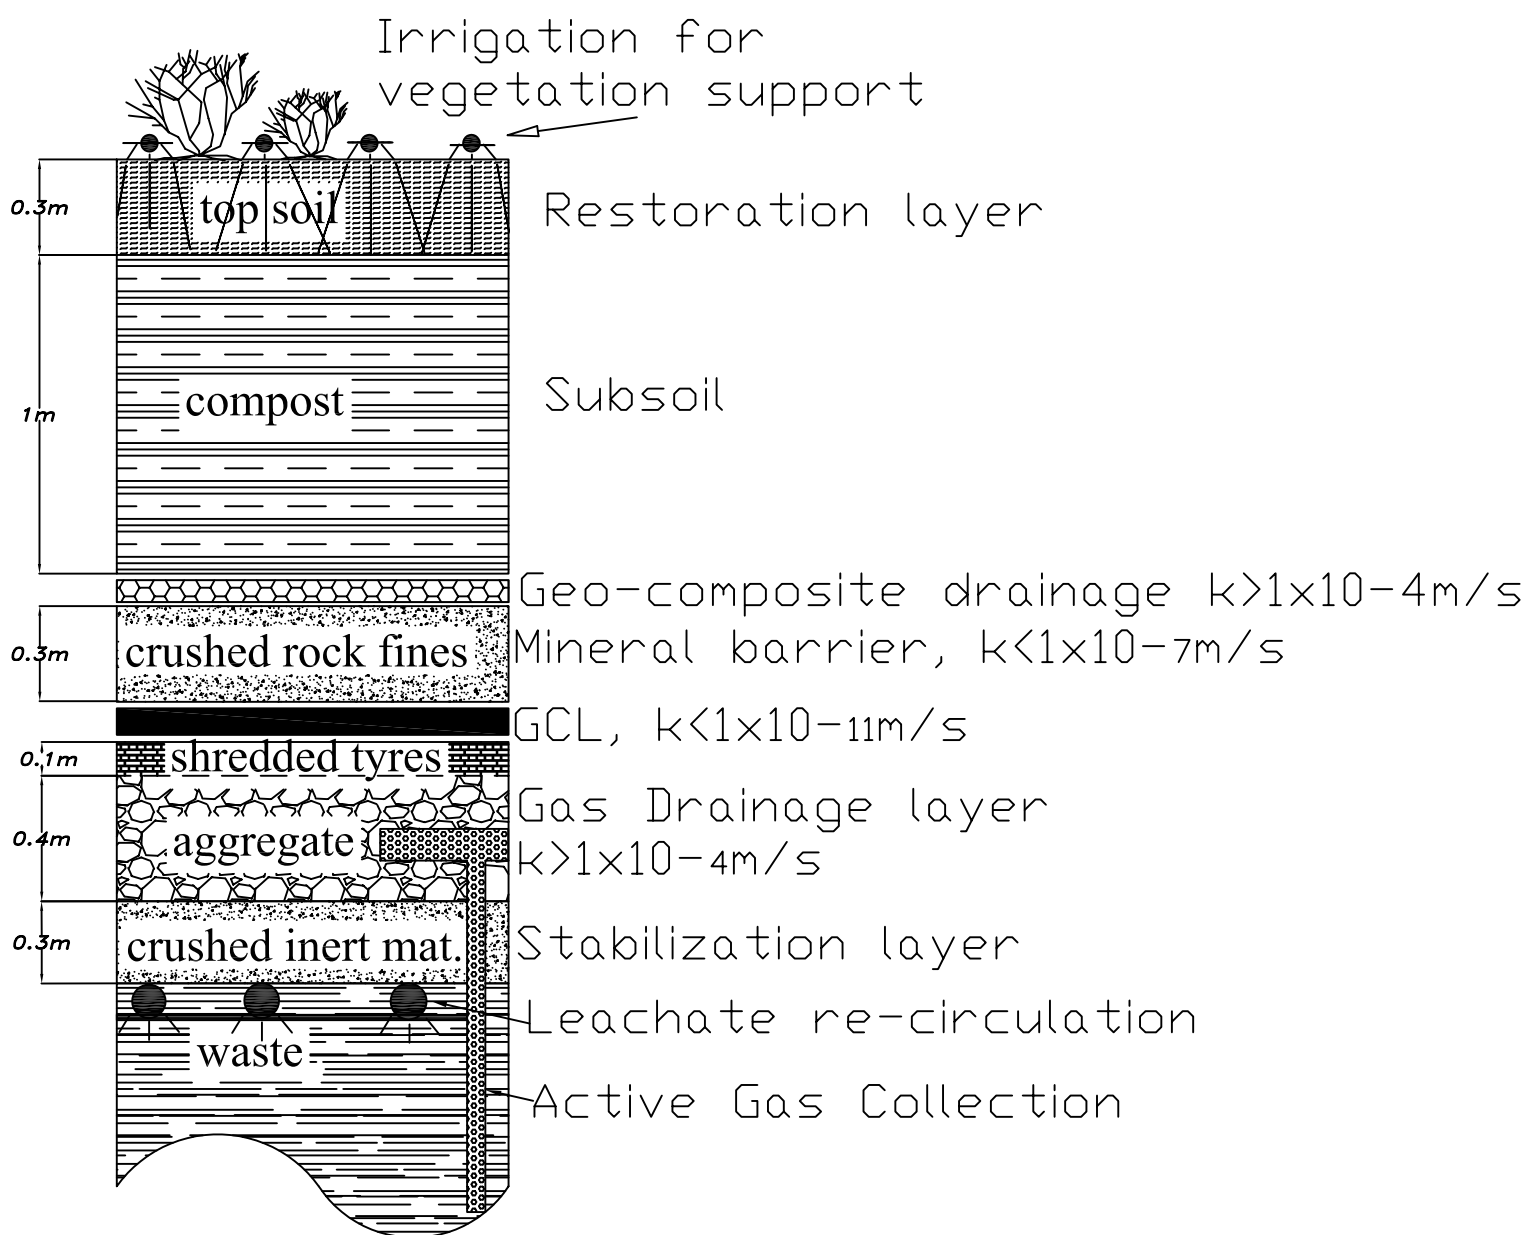 Irrigation for
vegetation support
0.3m
top soil
Restoration layer
1m
compost
Subsoil
Geo-composite drainage k>1x10-4m/s
0.3m
crushed rock fines
Mineral barrier, k<1x10-7m/s
GCL, k<1x10-11m/s
0.1m
shredded tyres
Gas Drainage layer
0.4m
aggregate
k>1x10-4m/s
0.3m
crushed inert mat.
Stabilization layer
Leachate re-circulation
waste
Active Gas Collection